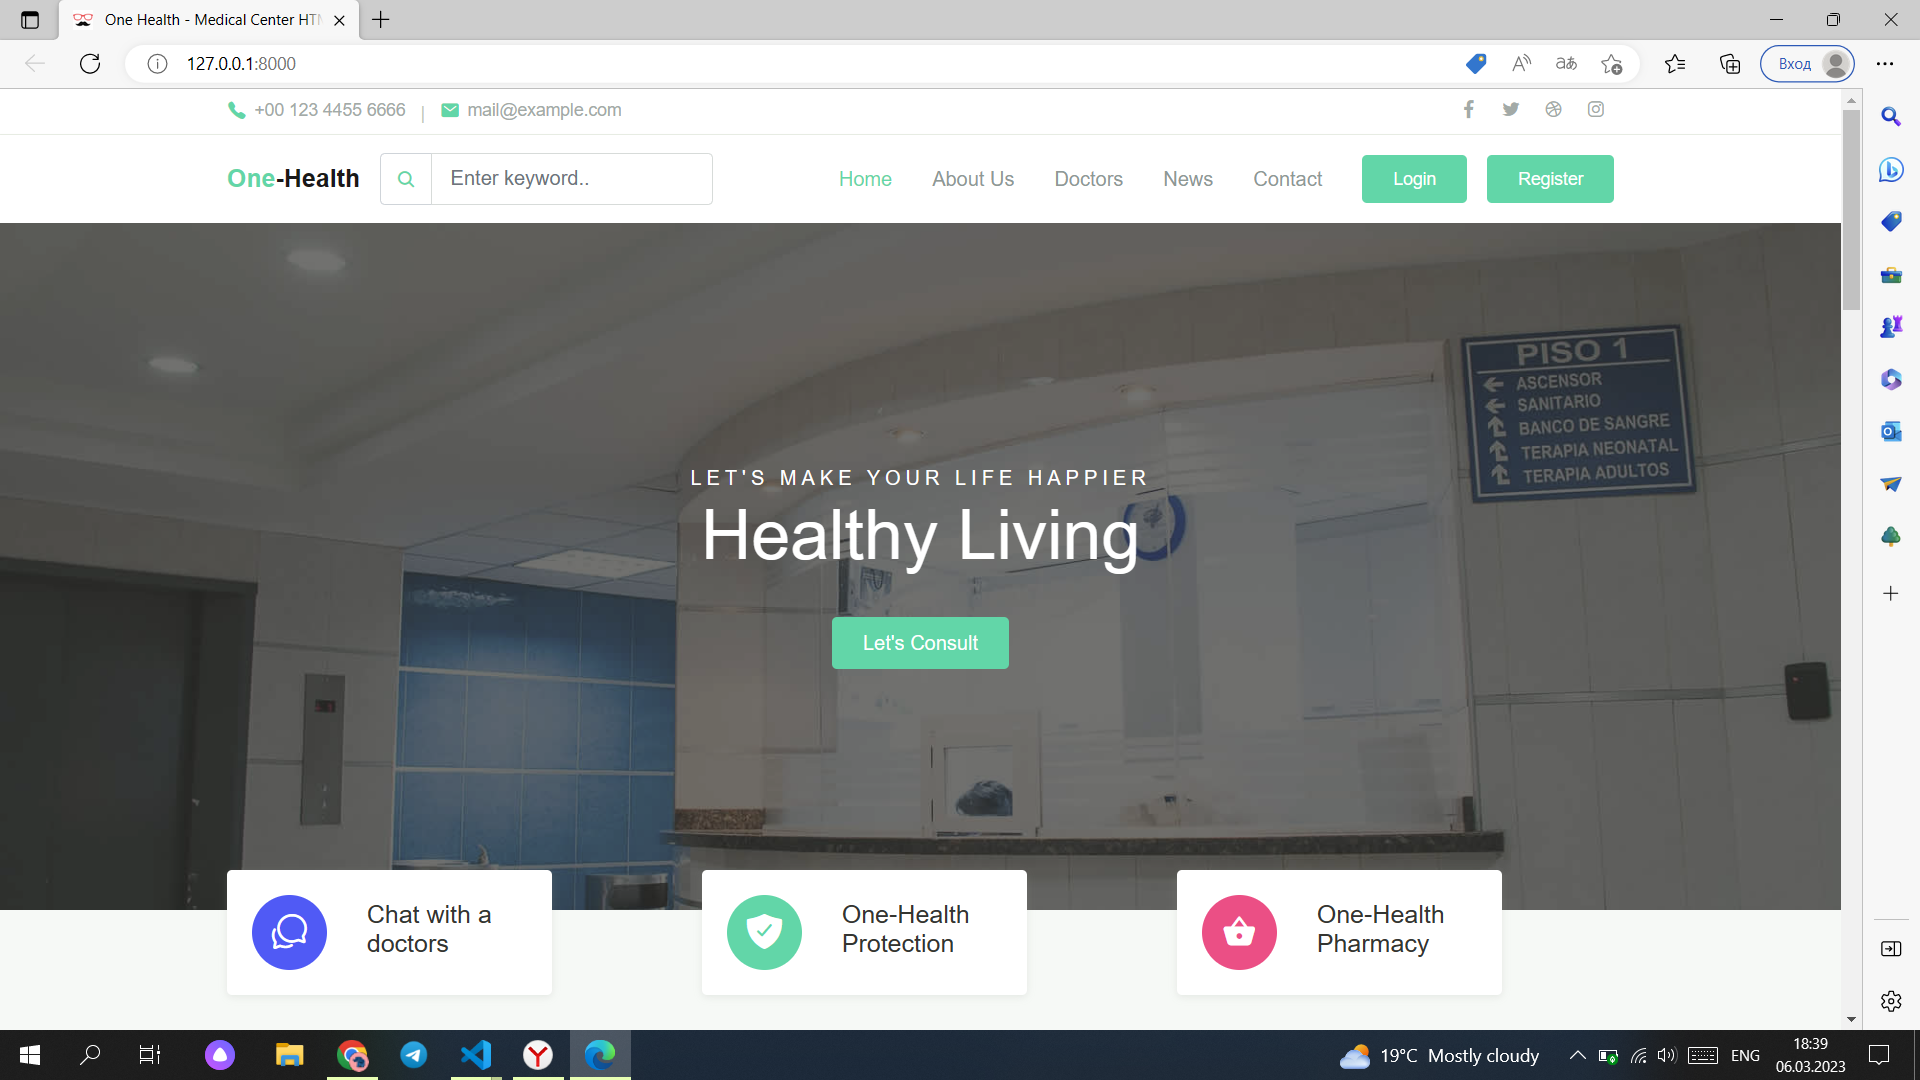 One Health - Medical Center HTM
127.0.0.1:8000
Вход
+00 123 4455 6666 | mail@example.com
One-Health
Enter keyword..
Home About Us Doctors News Contact Login Register
PISO 1
ASCENSOR
SANITARIO
BANCO DE SANGRE
TERAPIA NEONATAL
TERAPIA ADULTOS
LET'S MAKE YOUR LIFE HAPPIER
Healthy Living
Let's Consult
Chat with a
doctors
One-Health
Protection
One-Health
Pharmacy
19°C Mostly cloudy
ENG
18:39
06.03.2023